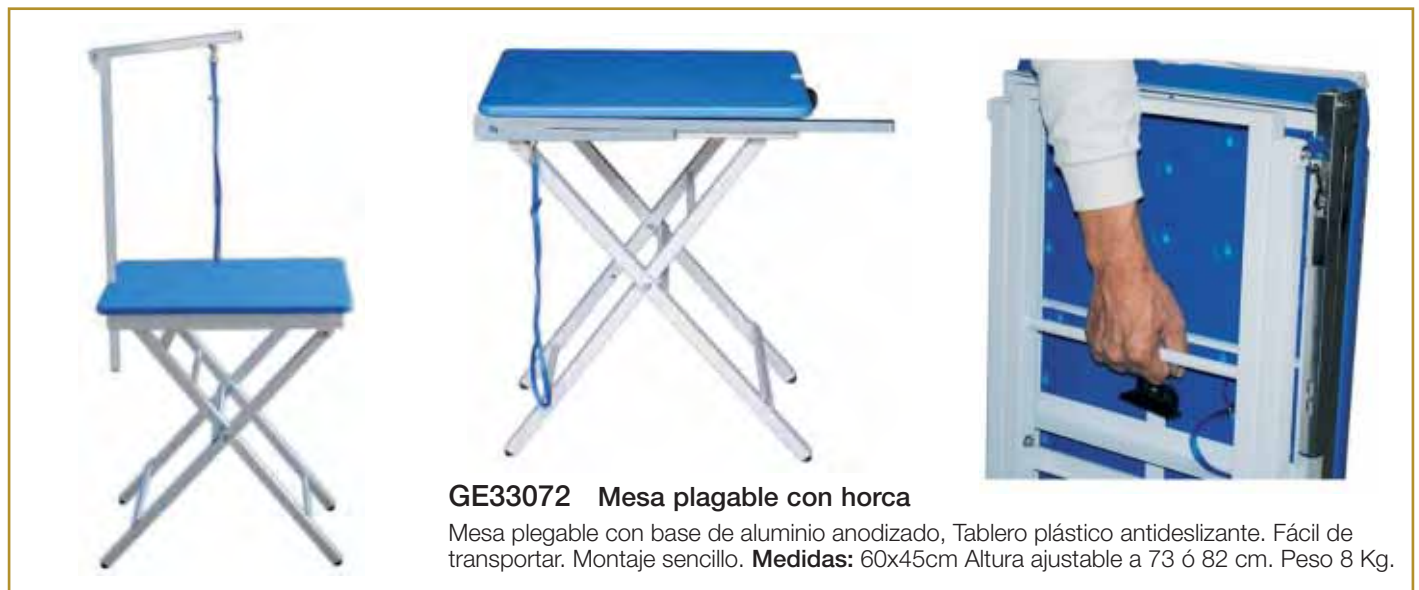 GE33072 Mesa plagable con horca
Mesa plegable con base de aluminio anodizado, Tablero plástico antideslizante. Fácil de
transportar. Montaje sencillo. Medidas: 60x45cm Altura ajustable a 73 ó 82 cm. Peso 8 Kg.